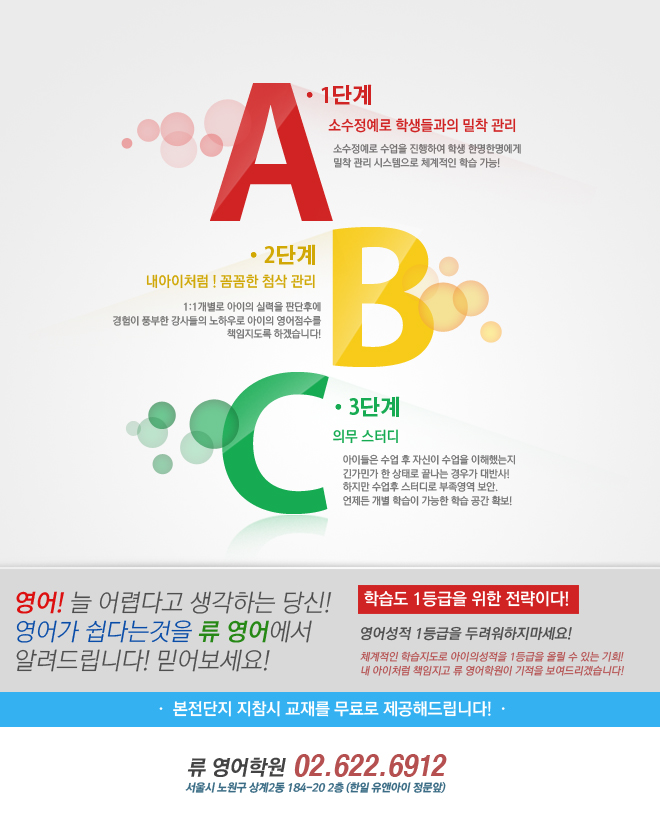 A
• 1단계
소수정예로 학생들과의 밀착 관리
소수정예로 수업을 진행하여 학생 한명한명에게
밀착 관리 시스템으로 체계적인 학습 가능!
B
• 2단계
내아이처럼 ! 꼼꼼한 첨삭 관리
1:1개별로 아이의 실력을 판단후에
경험이 풍부한 강사들의 노하우로 아이의 영어점수를
책임지도록 하겠습니다!
C
• 3단계
의무 스터디
아이들은 수업 후 자신이 수업을 이해했는지
긴가민가 한 상태로 끝나는 경우가 대반사!
하지만 수업후 스터디로 부족영역 보안.
언제든 개별 학습이 가능한 학습 공간 확보!
영어! 늘 어렵다고 생각하는 당신!
영어가 쉽다는것을 류 영어에서
알려드립니다! 믿어보세요!
학습도 1등급을 위한 전략이다!
영어성적 1등급을 두려워하지마세요!
체계적인 학습지도로 아이의성적을 1등급을 올릴 수 있는 기회!
내 아이처럼 책임지고 류 영어학원이 기적을 보여드리겠습니다!
· 본전단지 지참시 교재를 무료로 제공해드립니다! ·
류 영어학원 02.622.6912
서울시 노원구 상계2동 184-20 2층 (한일 유앤아이 정문앞)